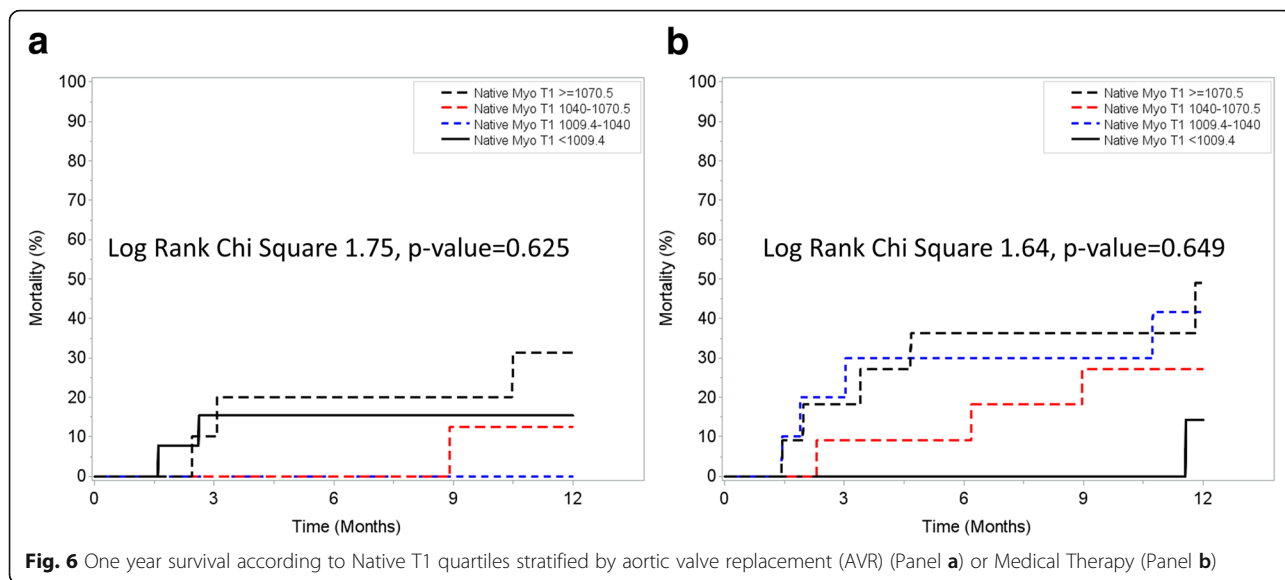 a
100
90
80
70
60
50
40
30
20
10
0
Mortality (%)
Native Myo T1 >=1070.5
Native Myo T1 1040-1070.5
Native Myo T1 1009.4-1040
Native Myo T1 <1009.4
Log Rank Chi Square 1.75, p-value=0.625
0 3 6 9 12
Time (Months)
b
100
90
80
70
60
50
40
30
20
10
0
Mortality (%)
Native Myo T1 >=1070.5
Native Myo T1 1040-1070.5
Native Myo T1 1009.4-1040
Native Myo T1 <1009.4
Log Rank Chi Square 1.64, p-value=0.649
0 3 6 9 12
Time (Months)
Fig. 6 One year survival according to Native T1 quartiles stratified by aortic valve replacement (AVR) (Panel a) or Medical Therapy (Panel b)